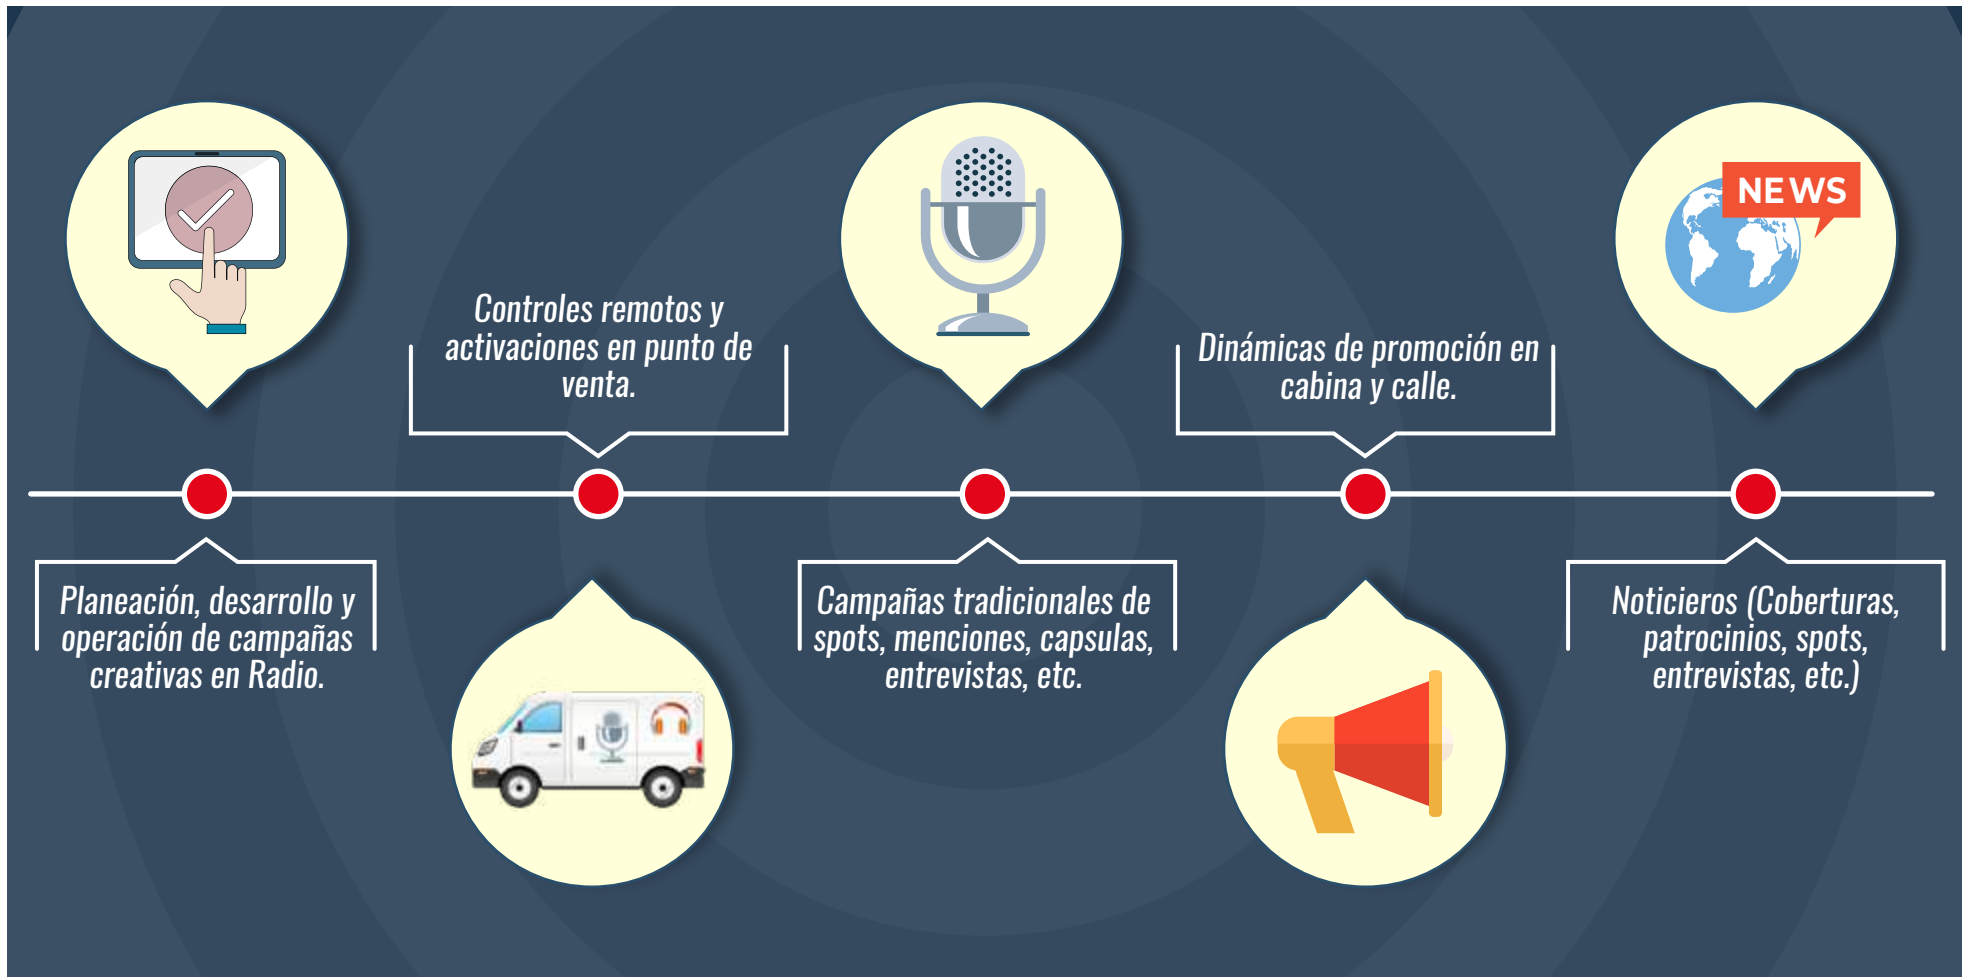 NEWS
Controles remotos y
activaciones en punto de
venta.
Dinámicas de promoción en
cabina y calle.
Planeación, desarrollo y
operación de campañas
creativas en Radio.
Campañas tradicionales de
spots, menciones, capsulas,
entrevistas, etc.
Noticieros (Coberturas,
patrocinios, spots,
entrevistas, etc.)